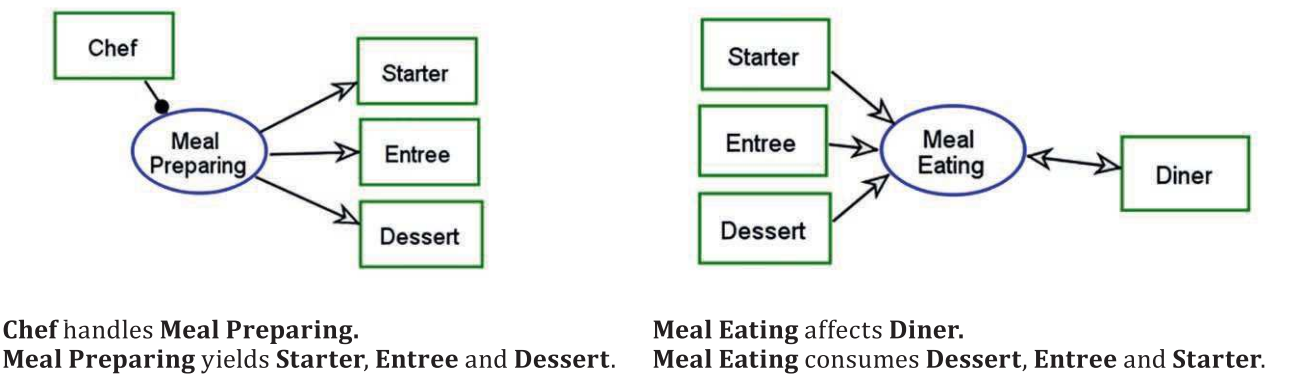 Chef
Meal
Preparing
Starter
Entree
Dessert
Chef handles Meal Preparing.
Meal Preparing yields Starter, Entree and Dessert.
Starter
Entree
Dessert
Meal
Eating
Diner
Meal Eating affects Diner.
Meal Eating consumes Dessert, Entree and Starter.